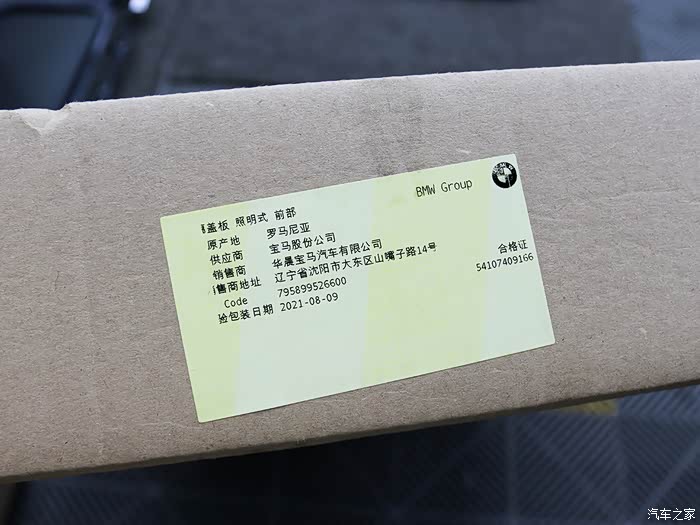 BMW Group
盖板 照明式 前部
原产地 罗马尼亚
供应商 宝马股份公司
销售商 华晨宝马汽车有限公司
售商地址 辽宁省沈阳市大东区山嘴子路14号
Code 795899526600
验包装日期 2021-08-09
合格证
54107409166
汽车之家